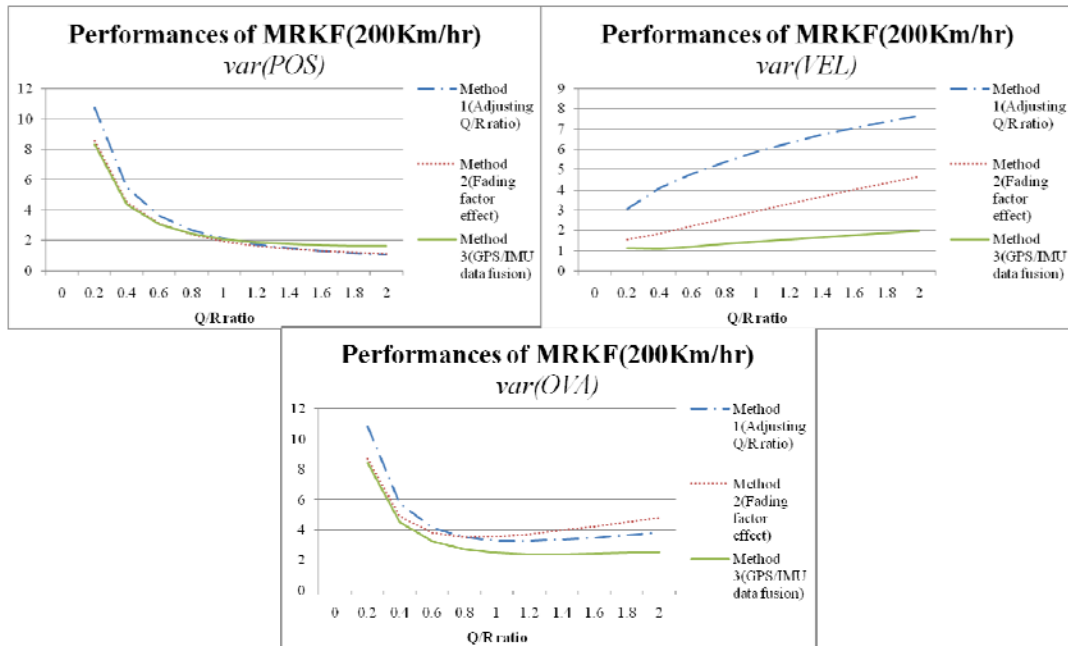 Performances of MRKF(200Km/hr)
var(POS)
12
10
8
6
4
2
0
0 0.2 0.4 0.6 0.8 1 1.2 1.4 1.6 1.8 2
Q/R ratio
Method
1(Adjusting
Q/R ratio)
Method
2(Fading
factor
effect)
Method
3(GPS/IMU
data fusion)
Performances of MRKF(200Km/hr)
var(VEL)
9
8
7
6
5
4
3
2
1
0
0 0.2 0.4 0.6 0.8 1 1.2 1.4 1.6 1.8 2
Q/R ratio
Method
1(Adjusting
Q/R ratio)
Method
2(Fading
factor
effect)
Method
3(GPS/IMU
data fusion)
Performances of MRKF(200Km/hr)
var(OVA)
12
10
8
6
4
2
0
0 0.2 0.4 0.6 0.8 1 1.2 1.4 1.6 1.8 2
Q/R ratio
Method
1(Adjusting
Q/R ratio)
Method
2(Fading
factor
effect)
Method
3(GPS/IMU
data fusion)